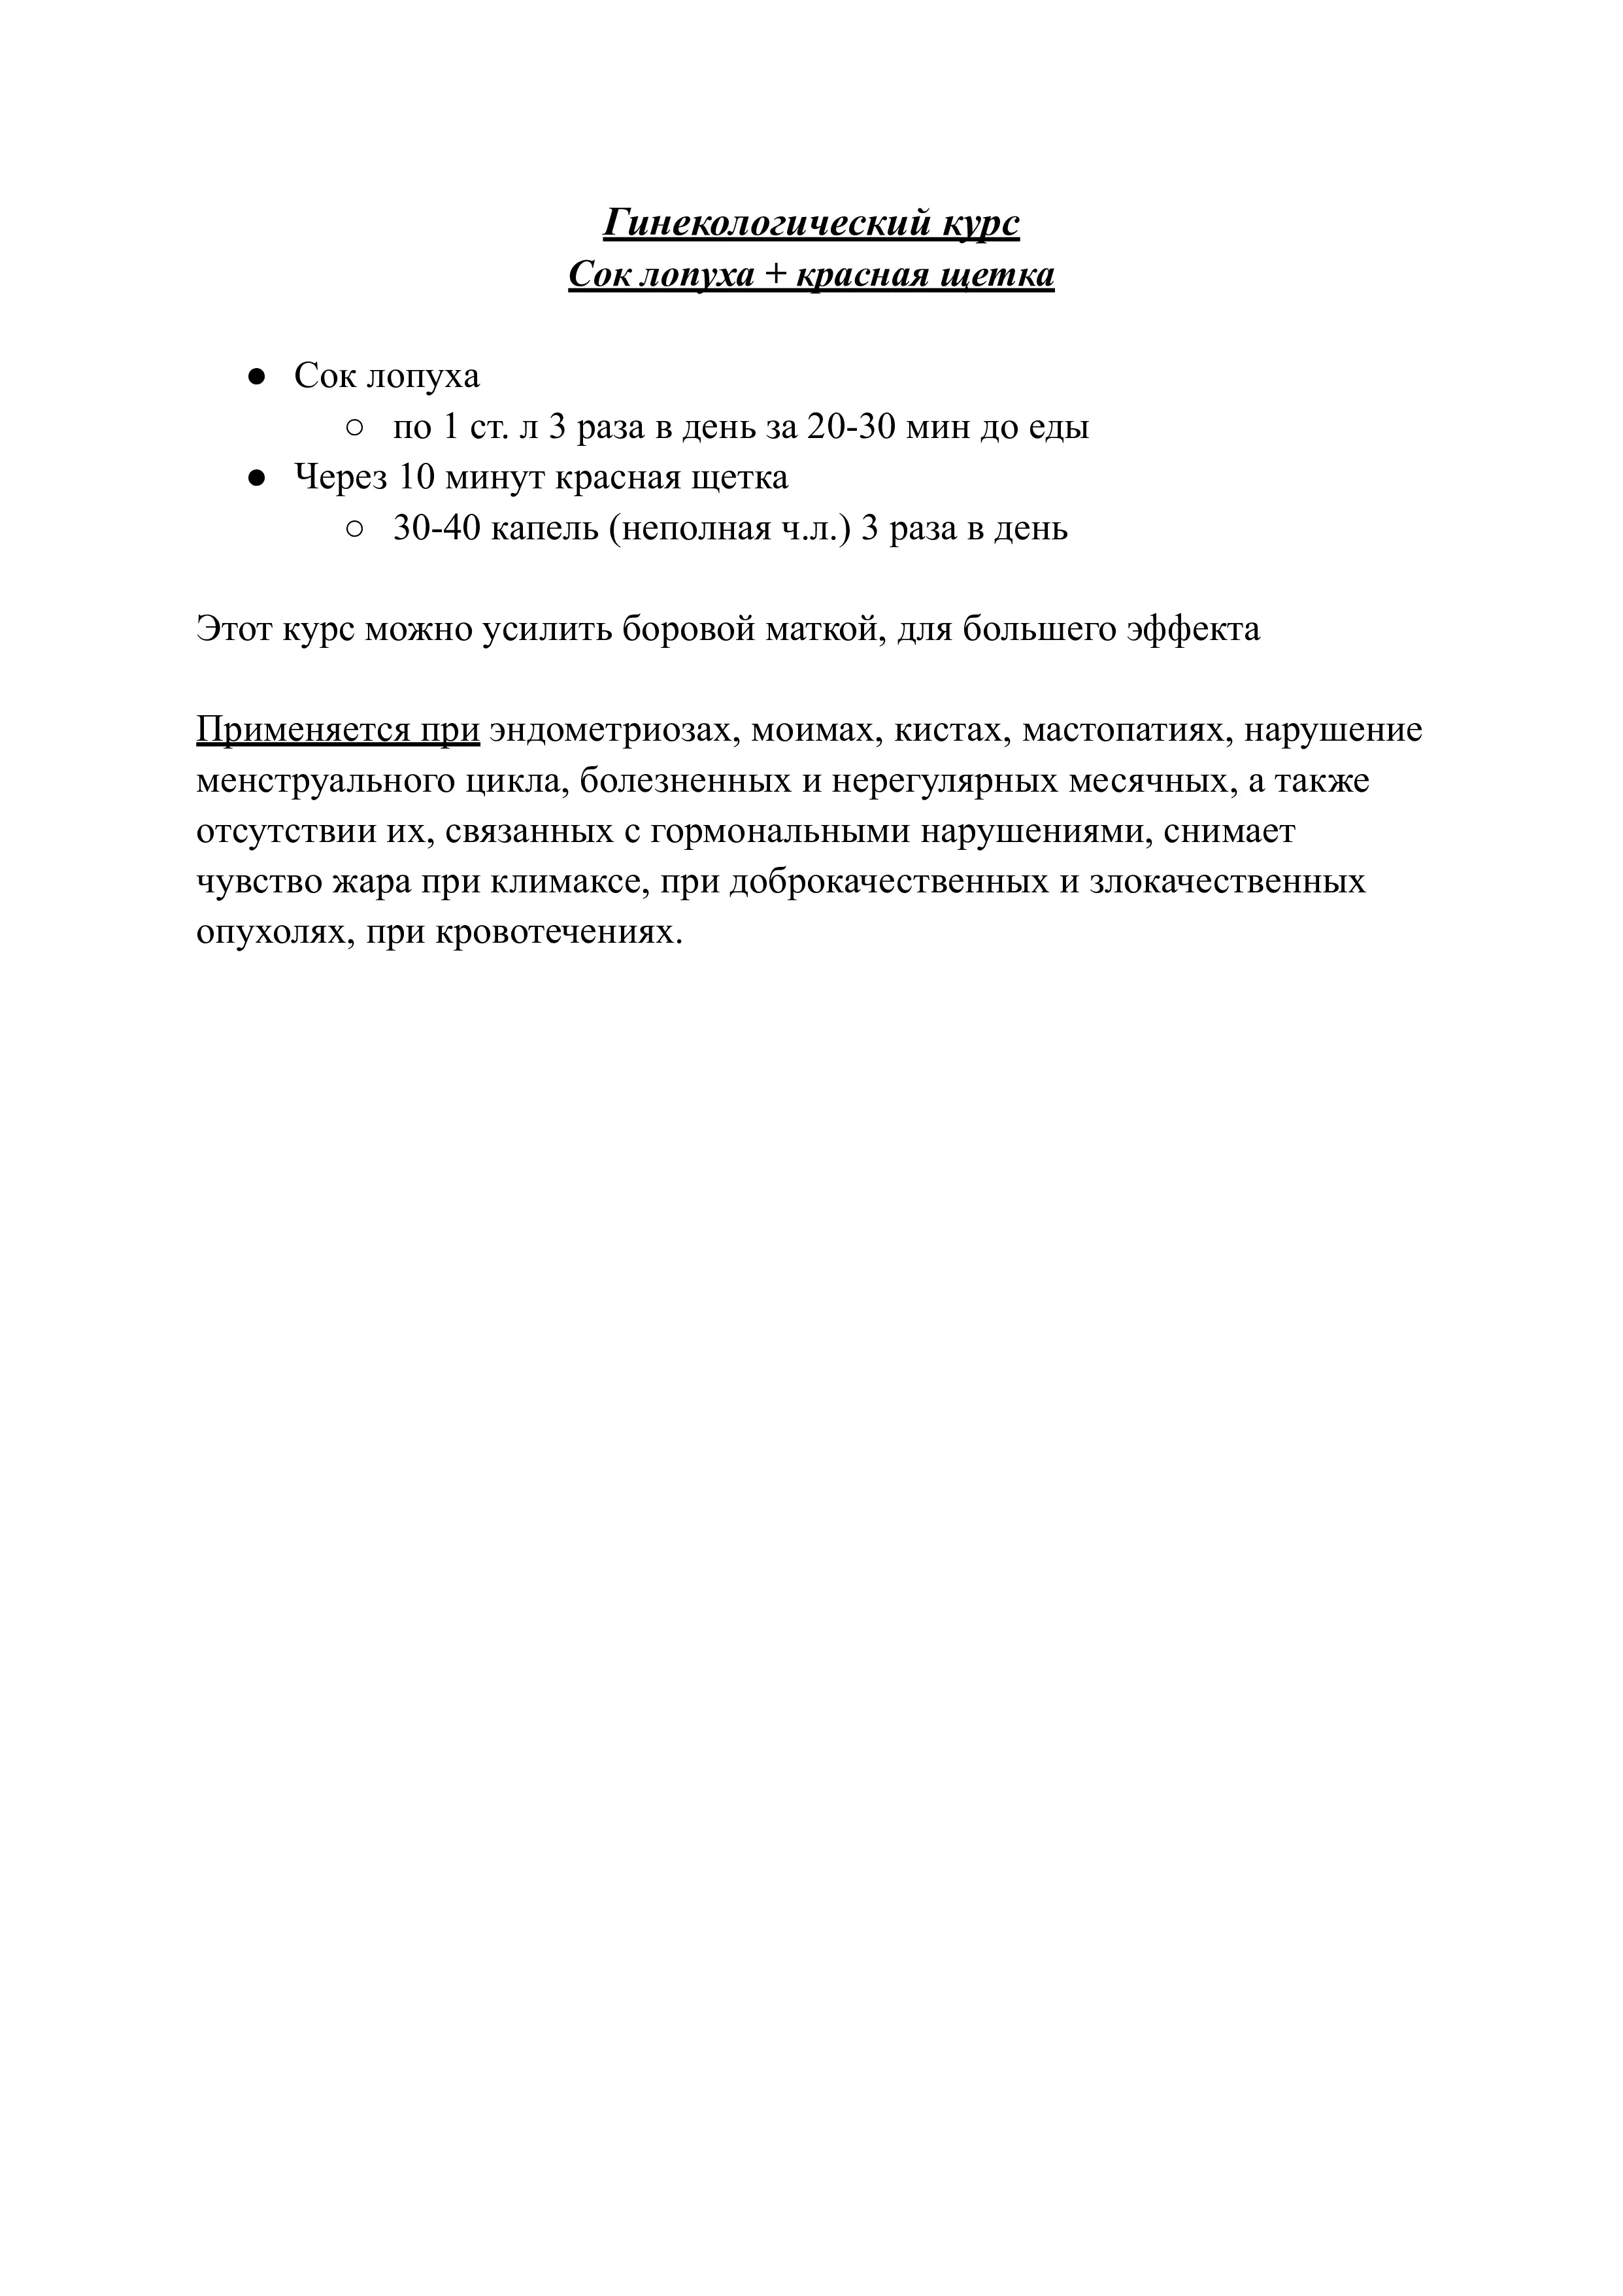 Гинекологический курс
Сок лопуха + красная щетка
● Сок лопуха
○ по 1 ст. л 3 раза в день за 20-30 мин до еды
● Через 10 минут красная щетка
○ 30-40 капель (неполная ч.л.) 3 раза в день
Этот курс можно усилить боровой маткой, для большего эффекта
Применяется при эндометриозах, моимах, кистах, мастопатиях, нарушение
менструального цикла, болезненных и нерегулярных месячных, а также
отсутствии их, связанных с гормональными нарушениями, снимает
чувство жара при климаксе, при доброкачественных и злокачественных
опухолях, при кровотечениях.